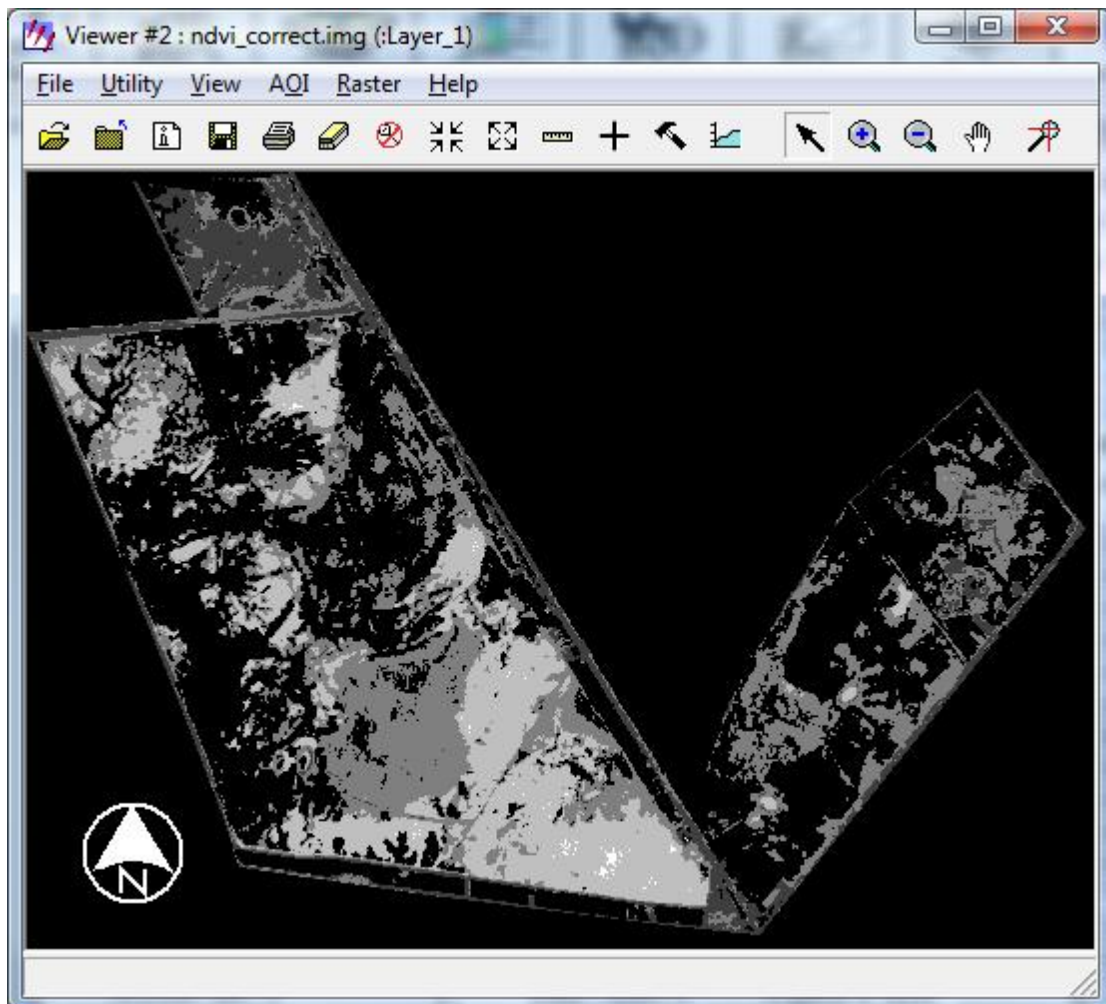 Viewer #2 : ndvi_correct.img (:Layer_1)
File Utility View AOI Raster Help
N